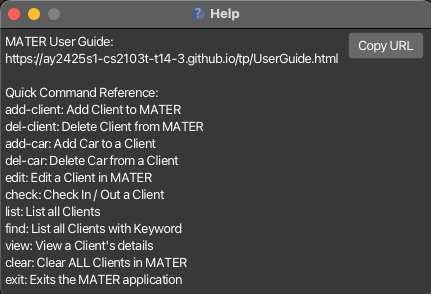 Help
MATER User Guide:
https://ay2425s1-cs2103t-t14-3.github.io/tp/UserGuide.html
Copy URL
Quick Command Reference:
add-client: Add Client to MATER
del-client: Delete Client from MATER
add-car: Add Car to a Client
del-car: Delete Car from a Client
edit: Edit a Client in MATER
check: Check In / Out a Client
list: List all Clients
find: List all Clients with Keyword
view: View a Client's details
clear: Clear ALL Clients in MATER
exit: Exits the MATER application